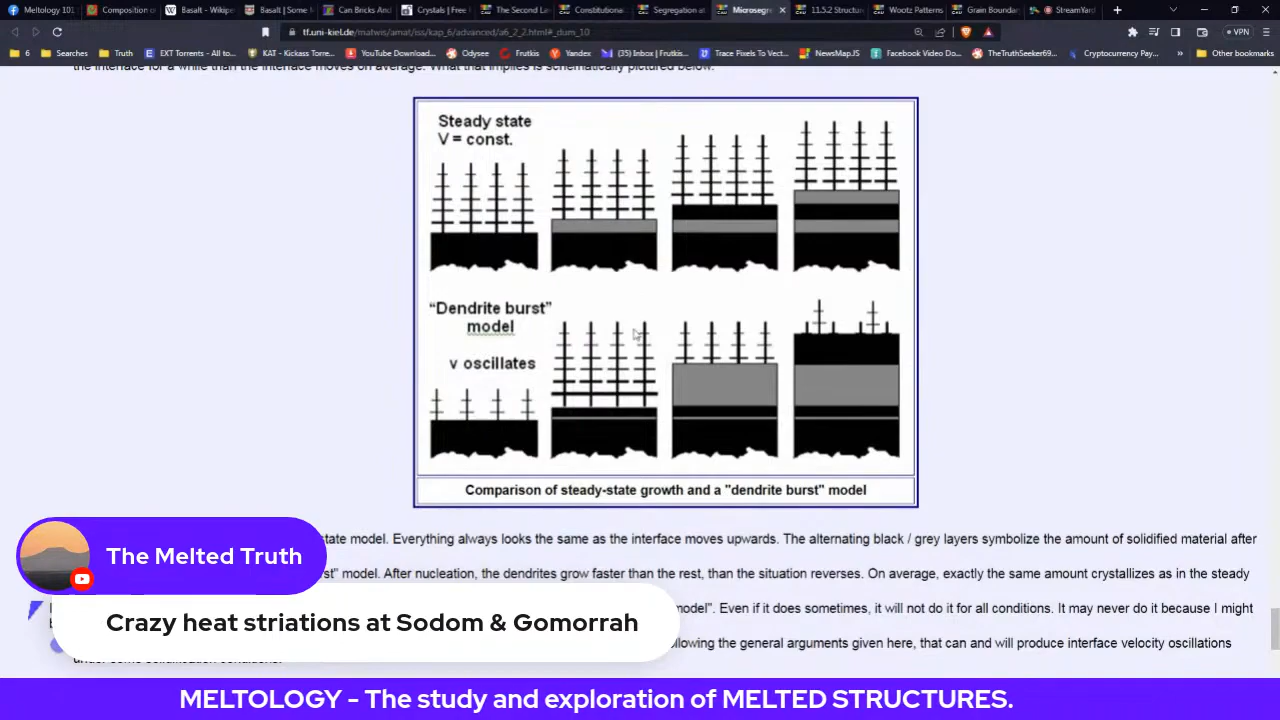 Meltology 101
Composition o
Basalt - Wikipe
Basalt | Some M
Can Bricks And
Crystals | Free
The Second La
Constitutional
Segregation at
Microsegre
11.5.2 Structur
Wootz Patterns
Grain Boundar
StreamYard
tf.uni-kiel.de/matwis/amat/iss/kap_6/advanced/a6_2_2.html#_dum_10
VPN
6
Searches
Truth
EXT Torrents - All to...
KAT - Kickass Torre...
YouTube Download...
Odysee
Frutkis
Yandex
(35) Inbox | Frutkis...
Trace Pixels To Vect...
NewsMap.JS
Facebook Video Do...
TheTruthSeeker69...
Cryptocurrency Pay...
Other bookmarks
the interface for a while than the interface moves on average. What that implies is schematically pictured below.
Steady state
V = const.
"Dendrite burst"
model
v oscillates
Comparison of steady-state growth and a "dendrite burst" model
state model. Everything always looks the same as the interface moves upwards. The alternating black / grey layers symbolize the amount of solidified material after
The Melted Truth
st" model. After nucleation, the dendrites grow faster than the rest, than the situation reverses. On average, exactly the same amount crystallizes as in the steady
model". Even if it does sometimes, it will not do it for all conditions. It may never do it because I might
Crazy heat striations at Sodom & Gomorrah
ollowing the general arguments given here, that can and will produce interface velocity oscillations
MELTOLOGY - The study and exploration of MELTED STRUCTURES.